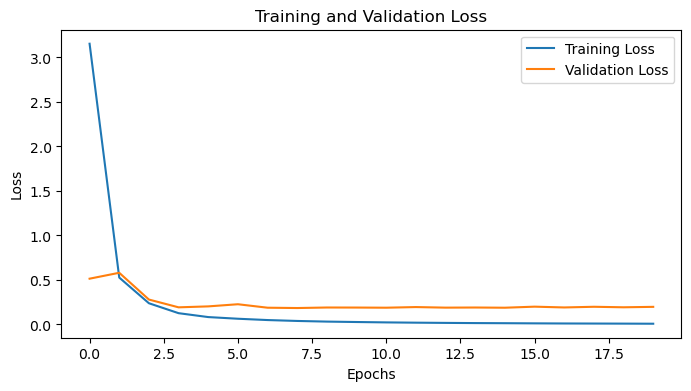 Training and Validation Loss
Training Loss
Validation Loss
3.0
2.5
2.0
1.5
1.0
0.5
0.0
Loss
0.0 2.5 5.0 7.5 10.0 12.5 15.0 17.5
Epochs